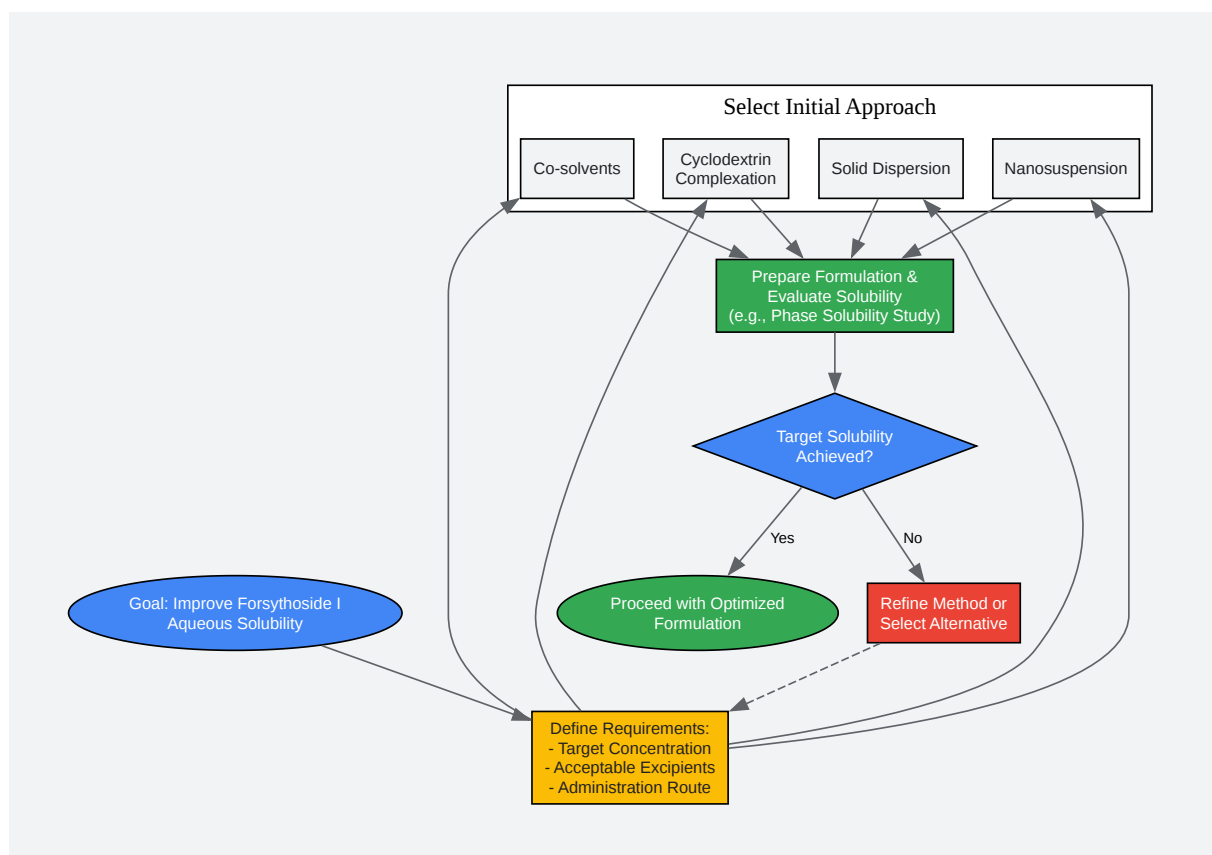 Select Initial Approach
Co-solvents
Cyclodextrin
Complexation
Solid Dispersion
Nanosuspension
Prepare Formulation &
Evaluate Solubility
(e.g., Phase Solubility Study)
Target Solubility
Achieved?
Yes
No
Goal: Improve Forsythoside I
Aqueous Solubility
Proceed with Optimized
Formulation
Refine Method or
Select Alternative
Define Requirements:
- Target Concentration
- Acceptable Excipients
- Administration Route